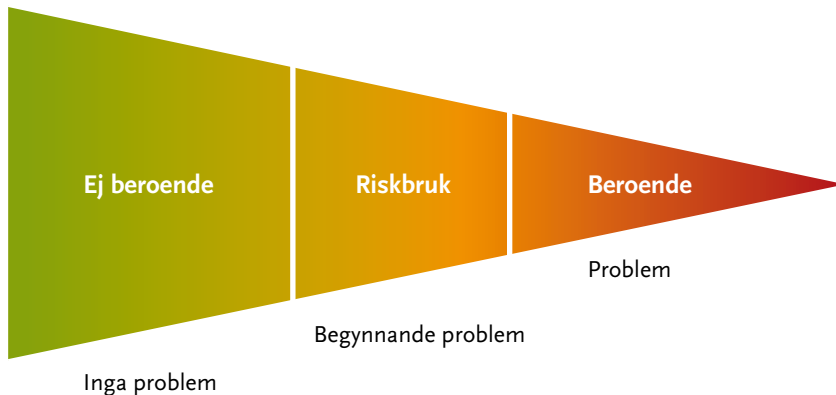 Ej beroende
Riskbruk
Beroende
Problem
Begynnande problem
Inga problem